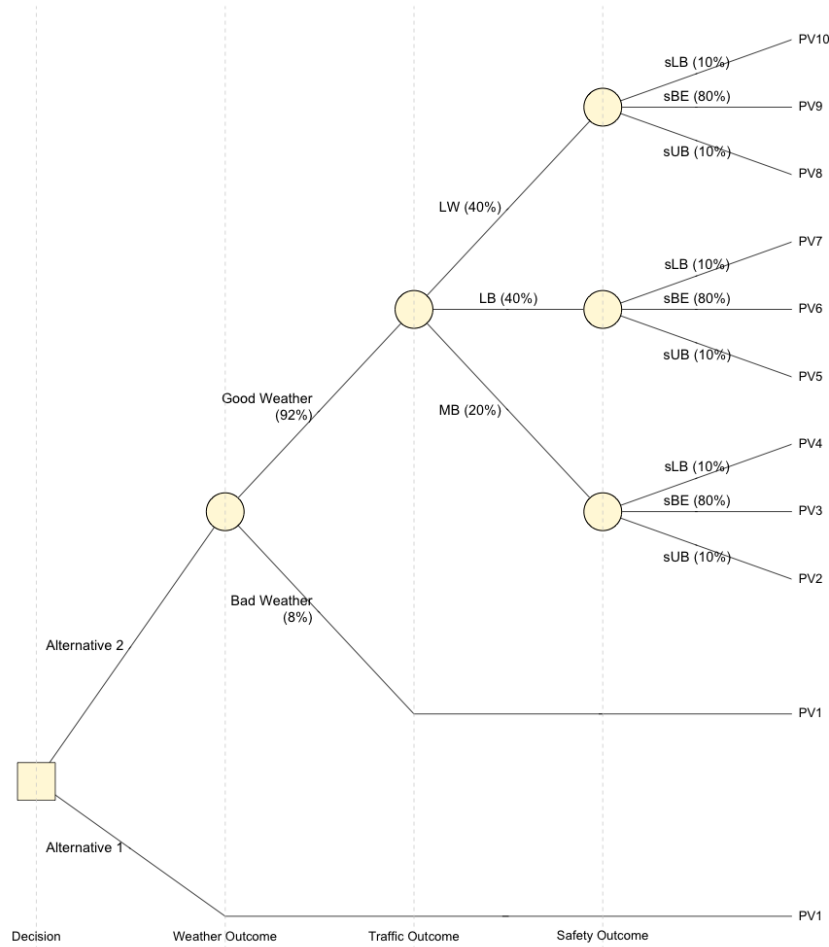 PV10
sLB (10%)
sBE (80%)
PV9
sUB (10%)
PV8
LW (40%)
PV7
sLB (10%)
LB (40%)
sBE (80%)
PV6
sUB (10%)
PV5
Good Weather
(92%)
MB (20%)
PV4
sLB (10%)
sBE (80%)
PV3
sUB (10%)
PV2
Bad Weather
(8%)
Alternative 2
PV1
Alternative 1
PV1
Decision
Weather Outcome
Traffic Outcome
Safety Outcome